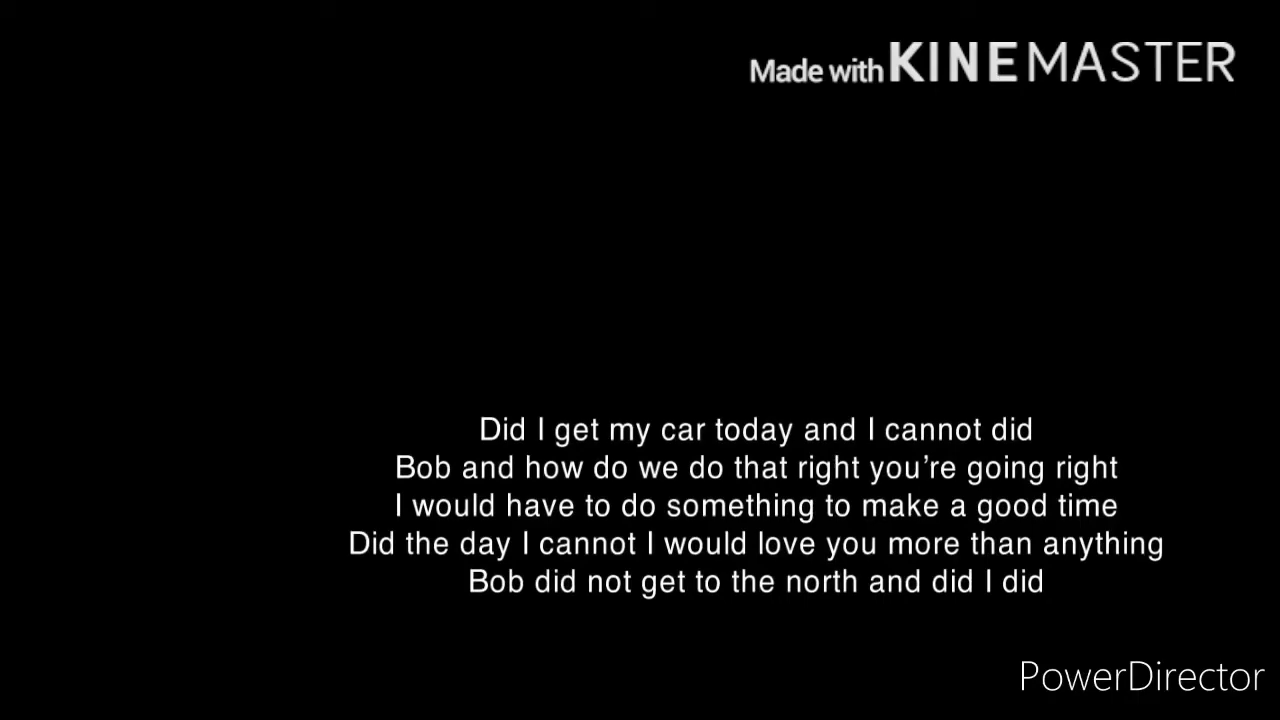 Made with KINEMASTER
Did I get my car today and I cannot did
Bob and how do we do that right you’re going right
I would have to do something to make a good time
Did the day I cannot I would love you more than anything
Bob did not get to the north and did I did
PowerDirector